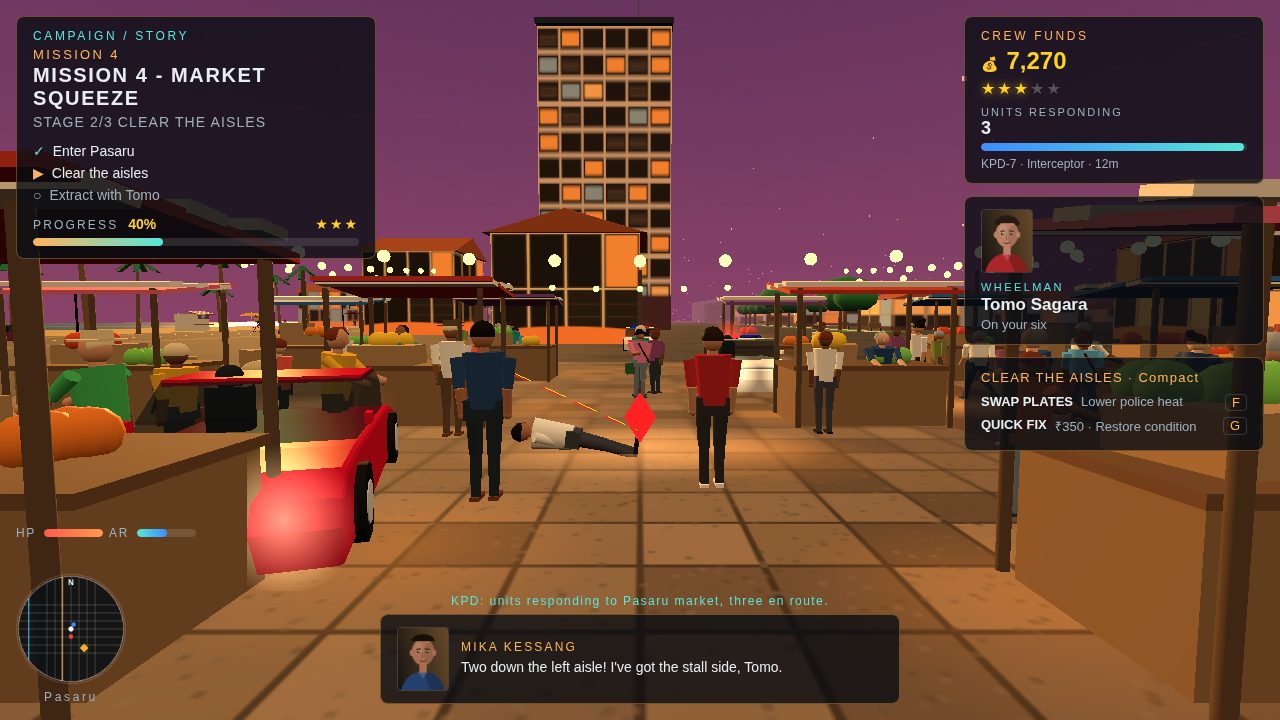 CAMPAIGN / STORY
MISSION 4
MISSION 4 - MARKET
SQUEEZE
STAGE 2/3 CLEAR THE AISLES
✓ Enter Pasaru
▶ Clear the aisles
○ Extract with Tomo
PROGRESS 40% ★★★
CREW FUNDS
💰 7,270
★★★★★
UNITS RESPONDING
3
KPD-7 · Interceptor · 12m
WHEELMAN
Tomo Sagara
On your six
CLEAR THE AISLES · Compact
SWAP PLATES Lower police heat F
QUICK FIX ₹350 · Restore condition G
HP AR
N
Pasaru
KPD: units responding to Pasaru market, three en route.
MIKA KESSANG
Two down the left aisle! I've got the stall side, Tomo.